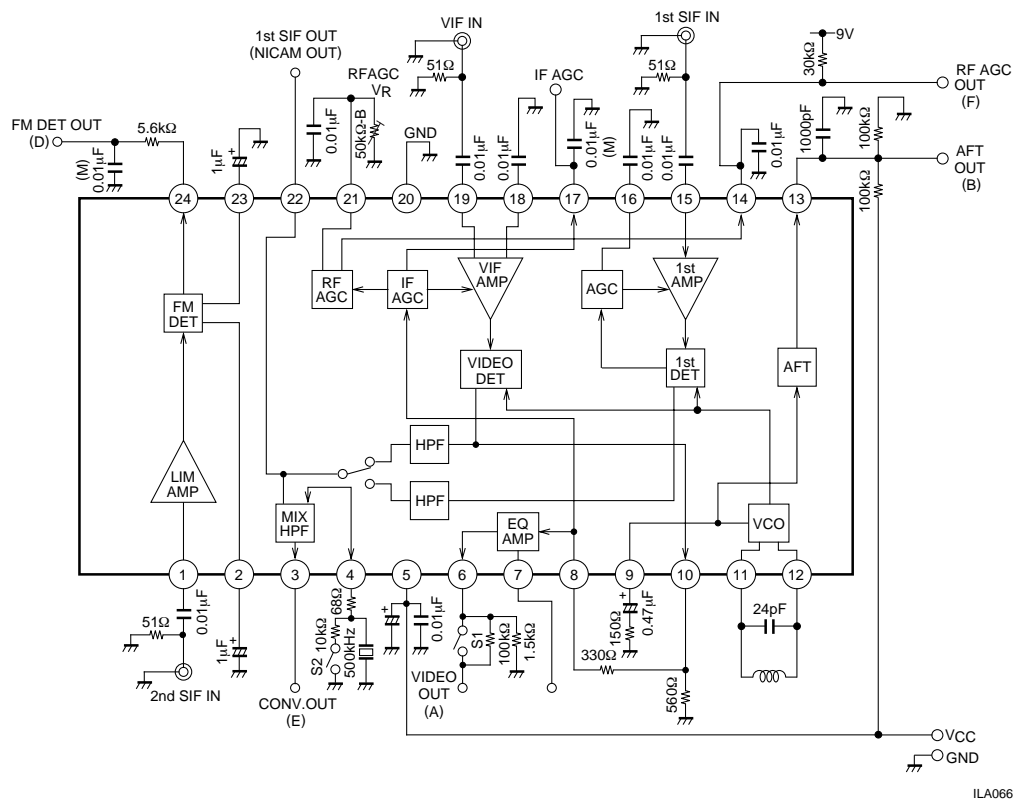 1st SIF OUT
(NICAM OUT)
VIF IN
1st SIF IN
51Ω
51Ω
RFAGC
VR
IF AGC
9V
30kΩ
RF AGC
OUT
(F)
FM DET OUT
(D)
5.6kΩ
(M)
0.01μF
1μF
0.01μF
50kΩ-B
GND
0.01μF
0.01μF
0.01μF
(M)
0.01μF
0.01μF
0.01μF
1000pF
100kΩ
AFT
OUT
(B)
100kΩ
24
23
22
21
20
19
18
17
16
15
14
13
RF
AGC
IF
AGC
VIF
AMP
AGC
1st
AMP
FM
DET
VIDEO
DET
1st
DET
AFT
HPF
HPF
LIM
AMP
MIX
HPF
EQ
AMP
VCO
1
2
3
4
5
6
7
8
9
10
11
12
0.01μF
51Ω
2nd SIF IN
1μF
CONV.OUT
(E)
68Ω
10kΩ
S2
500kHz
+
0.01μF
S1
100kΩ
1.5kΩ
VIDEO
OUT
(A)
330Ω
+
150Ω
0.47μF
560Ω
24pF
VCC
GND
ILA066